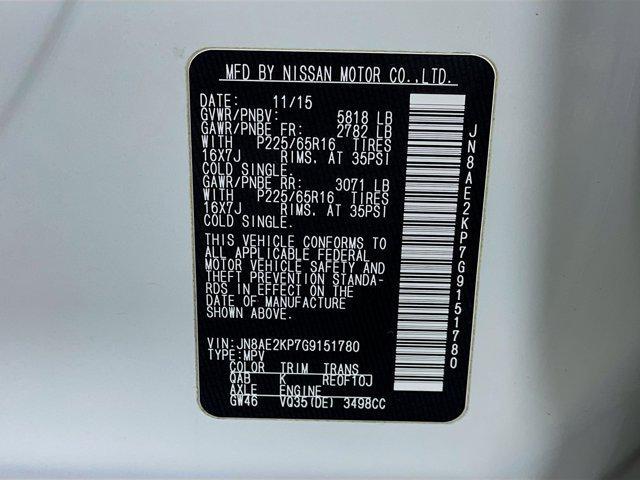 MFD BY NISSAN MOTOR CO.,LTD.
DATE: 11/15
GVWR/PNBV: 5818 LB
GAWR/PNBE FR: 2782 LB
WITH P225/65R16 TIRES
16X7J RIMS. AT 35PSI
COLD SINGLE.
GAWR/PNBE RR: 3071 LB
WITH P225/65R16 TIRES
16X7J RIMS. AT 35PSI
COLD SINGLE.
THIS VEHICLE CONFORMS TO
ALL APPLICABLE FEDERAL
MOTOR VEHICLE SAFETY AND
THEFT PREVENTION STANDA-
RDS IN EFFECT ON THE
DATE OF MANUFACTURE
SHOWN ABOVE.
VIN:JN8AE2KP7G9151780
TYPE:MPV
COLOR TRIM TRANS
QAB K RE0F10J
AXLE ENGINE
GW46 VQ35(DE) 3498CC
JN8AE2KP7G9151780